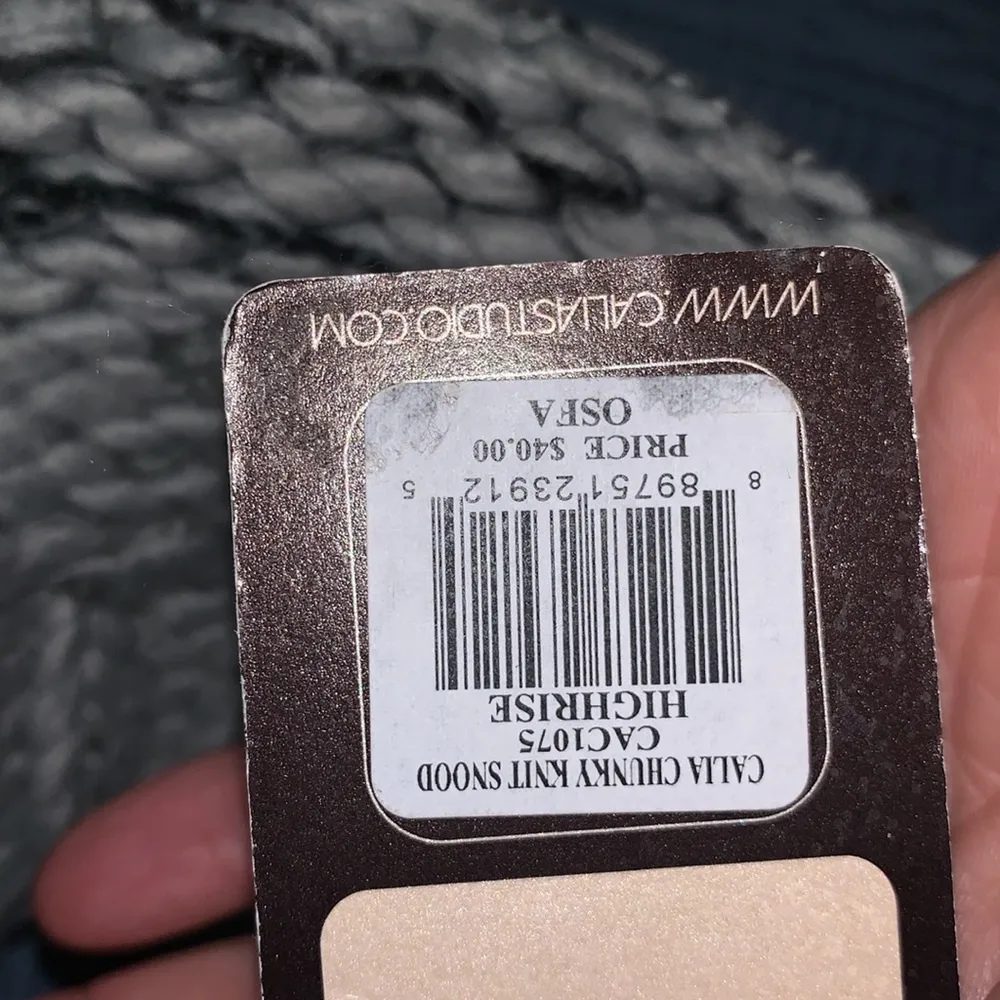 CALIA CHUNKY KNIT SNOOD
CAC1075
HIGHRISE
8 89751 23912 5
PRICE $40.00
OSFA
WWW.CALIASTUDIO.COM